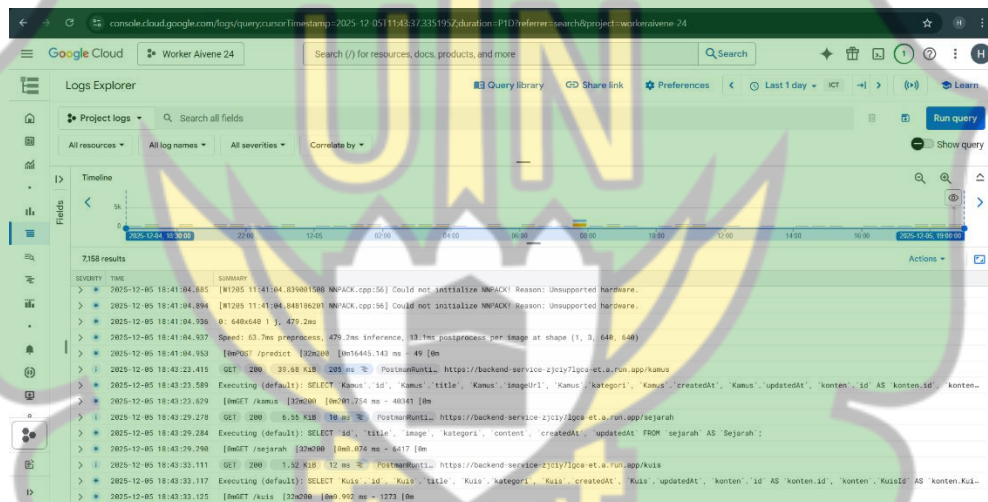 console.cloud.google.com/logs/query;cursorTimestamp=2025-12-05T11:43:37.335195Z;duration=P1D?referrer=search&project=workeraivene-24
H
Google Cloud Worker Aivene 24 Search (/) for resources, docs, products, and more Search 1 H
Logs Explorer Query library Share link Preferences Last 1 day ICT Learn
Project logs Search all fields Run query
All resources All log names All severities Correlate by Show query
Fields
Timeline
5k
0
2025-12-04, 18:30:00 22:00 12-05 02:00 04:00 06:00 08:00 10:00 12:00 14:00 16:00 2025-12-05, 19:00:00
7,158 results Actions
SEVERITY TIME SUMMARY
2025-12-05 18:41:04.885 [W1205 11:41:04.839001508 NNPACK.cpp:56] Could not initialize NNPACK! Reason: Unsupported hardware.
2025-12-05 18:41:04.894 [W1205 11:41:04.848186201 NNPACK.cpp:56] Could not initialize NNPACK! Reason: Unsupported hardware.
2025-12-05 18:41:04.936 0: 640x640 1 j, 479.2ms
2025-12-05 18:41:04.937 Speed: 63.7ms preprocess, 479.2ms inference, 13.1ms postprocess per image at shape (1, 3, 640, 640)
2025-12-05 18:41:04.953 [0mPOST /predict [32m200 [0m16445.143 ms - 49 [0m
2025-12-05 18:43:23.415 GET 200 39.68 KiB 205 ms PostmanRunti… https://backend-service-zjciy7lgca-et.a.run.app/kamus
2025-12-05 18:43:23.589 Executing (default): SELECT `Kamus`.`id`, `Kamus`.`title`, `Kamus`.`imageUrl`, `Kamus`.`kategori`, `Kamus`.`createdAt`, `Kamus`.`updatedAt`, `konten`.`id` AS `konten.id`, `konten…
2025-12-05 18:43:23.629 [0mGET /kamus [32m200 [0m201.754 ms - 40341 [0m
2025-12-05 18:43:29.278 GET 200 6.55 KiB 10 ms PostmanRunti… https://backend-service-zjciy7lgca-et.a.run.app/sejarah
2025-12-05 18:43:29.284 Executing (default): SELECT `id`, `title`, `image`, `kategori`, `content`, `createdAt`, `updatedAt` FROM `sejarah` AS `Sejarah`;
2025-12-05 18:43:29.290 [0mGET /sejarah [32m200 [0m8.074 ms - 6417 [0m
2025-12-05 18:43:33.111 GET 200 1.52 KiB 12 ms PostmanRunti… https://backend-service-zjciy7lgca-et.a.run.app/kuis
2025-12-05 18:43:33.117 Executing (default): SELECT `Kuis`.`id`, `Kuis`.`title`, `Kuis`.`kategori`, `Kuis`.`createdAt`, `Kuis`.`updatedAt`, `konten`.`id` AS `konten.id`, `konten`.`KuisId` AS `konten.Kui…
2025-12-05 18:43:33.125 [0mGET /kuis [32m200 [0m9.992 ms - 1273 [0m
UIN